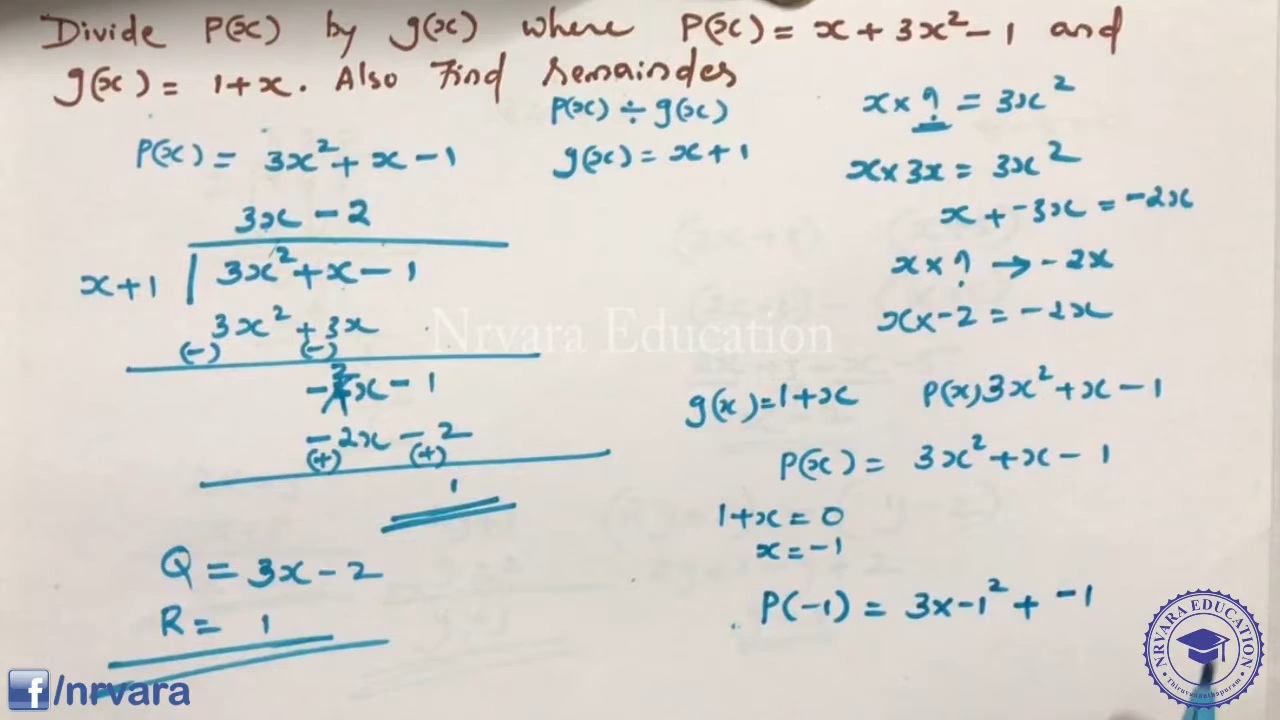 Divide P(x) by g(x) where P(x) = x + 3x² - 1 and
g(x) = 1+x. Also Find remainder
P(x) = 3x² + x - 1
3x - 2
x+1 3x² + x - 1
3x² + 3x
(-) (-)
-2x - 1
-2x - 2
(+) (+)
1
Q = 3x - 2
R = 1
P(x) ÷ g(x)
g(x) = x + 1
x × ? = 3x²
x × 3x = 3x²
x + -3x = -2x
x × ? → -2x
x × -2 = -2x
g(x) = 1+x P(x) 3x² + x - 1
P(x) = 3x² + x - 1
1+x = 0
x = -1
P(-1) = 3x-1² + -1
Nrvara Education
f/nrvara
NRVARA EDUCATION
Thiruvananthapuram